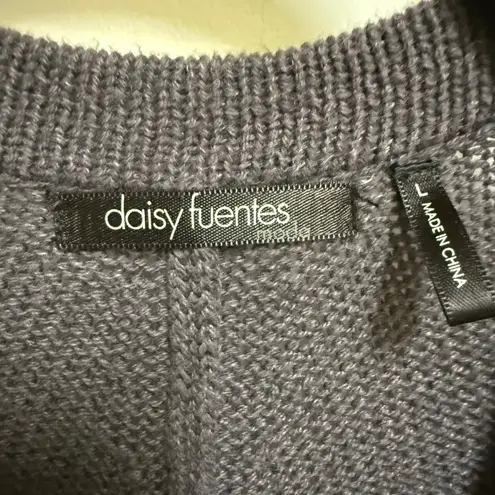 daisy fuentes
moda
L
MADE IN CHINA